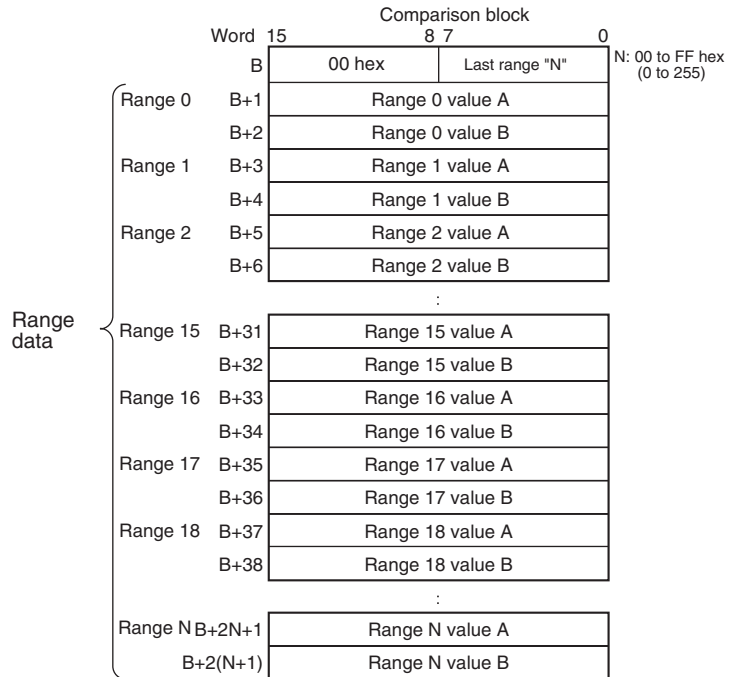 Comparison block
Word 15 8 7 0
B 00 hex Last range "N" N: 00 to FF hex
(0 to 255)
Range 0 B+1 Range 0 value A
B+2 Range 0 value B
Range 1 B+3 Range 1 value A
B+4 Range 1 value B
Range 2 B+5 Range 2 value A
B+6 Range 2 value B
:
Range data
Range 15 B+31 Range 15 value A
B+32 Range 15 value B
Range 16 B+33 Range 16 value A
B+34 Range 16 value B
Range 17 B+35 Range 17 value A
B+36 Range 17 value B
Range 18 B+37 Range 18 value A
B+38 Range 18 value B
:
Range N B+2N+1 Range N value A
B+2(N+1) Range N value B